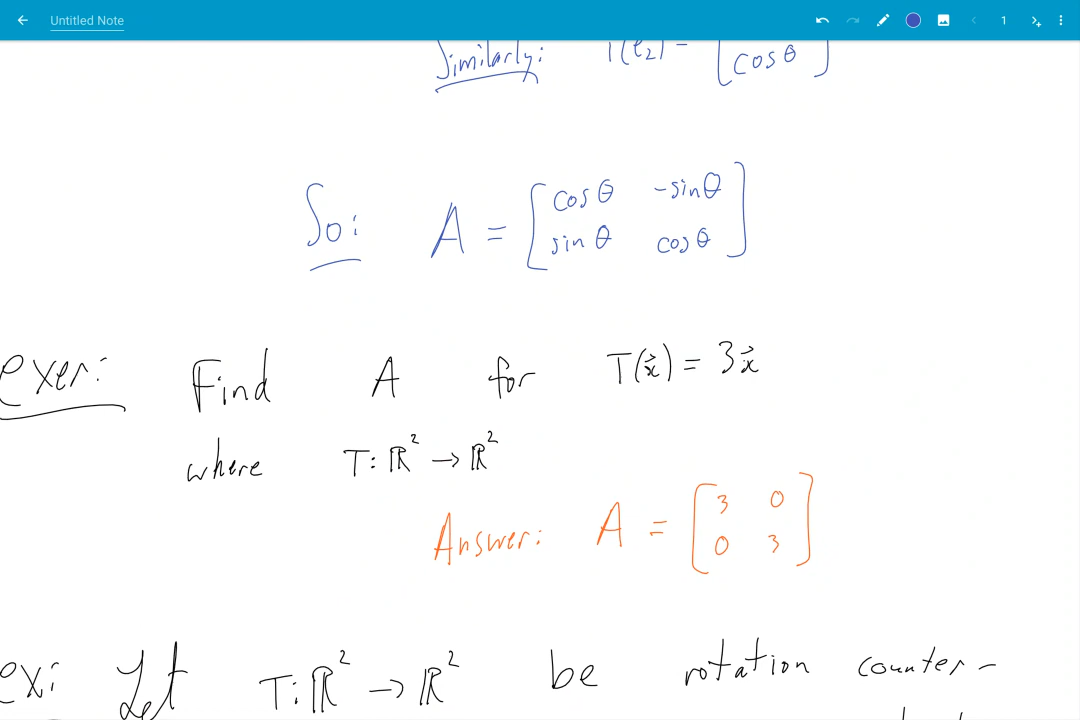 Untitled Note
1
Similarly: T(e2) = [ cos θ ]
So: A = [ cos θ -sin θ
sin θ cos θ ]
exer: Find A for T(x⃗) = 3x⃗
where T: ℝ² → ℝ²
Answer: A = [ 3 0
0 3 ]
ex: Let T: ℝ² → ℝ² be rotation counter-